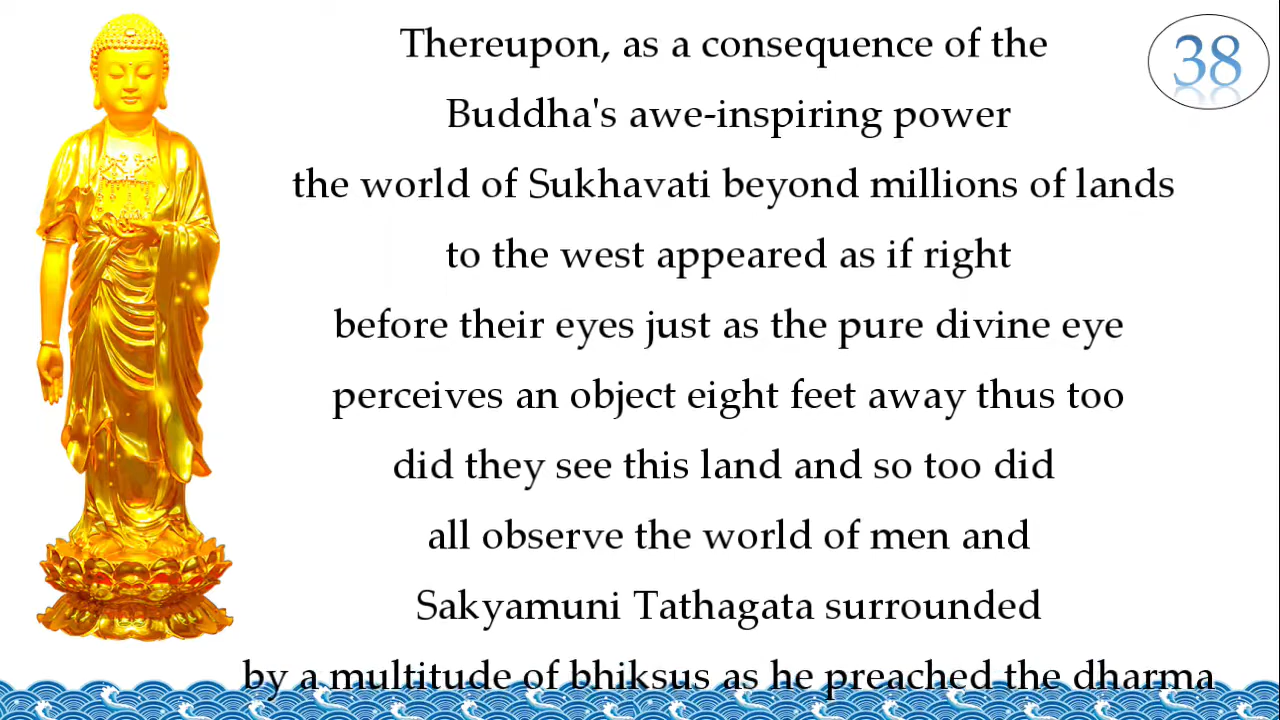 Thereupon, as a consequence of the
38
Buddha's awe-inspiring power
the world of Sukhavati beyond millions of lands
to the west appeared as if right
before their eyes just as the pure divine eye
perceives an object eight feet away thus too
did they see this land and so too did
all observe the world of men and
Sakyamuni Tathagata surrounded
by a multitude of bhiksus as he preached the dharma